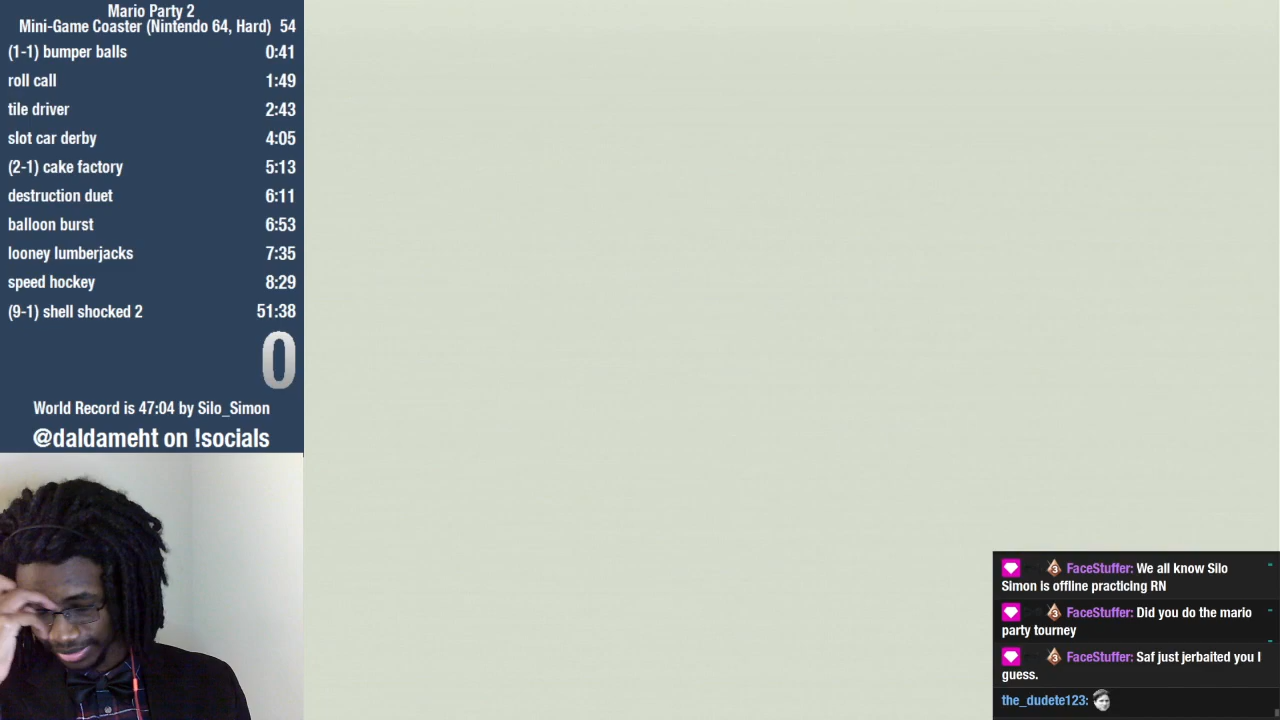 Mario Party 2
Mini-Game Coaster (Nintendo 64, Hard) 54
(1-1) bumper balls 0:41
roll call 1:49
tile driver 2:43
slot car derby 4:05
(2-1) cake factory 5:13
destruction duet 6:11
balloon burst 6:53
looney lumberjacks 7:35
speed hockey 8:29
(9-1) shell shocked 2 51:38
0
World Record is 47:04 by Silo_Simon
@daldameht on !socials
3 FaceStuffer: We all know Silo
Simon is offline practicing RN
3 FaceStuffer: Did you do the mario
party tourney
3 FaceStuffer: Saf just jerbaited you I
guess.
the_dudete123: